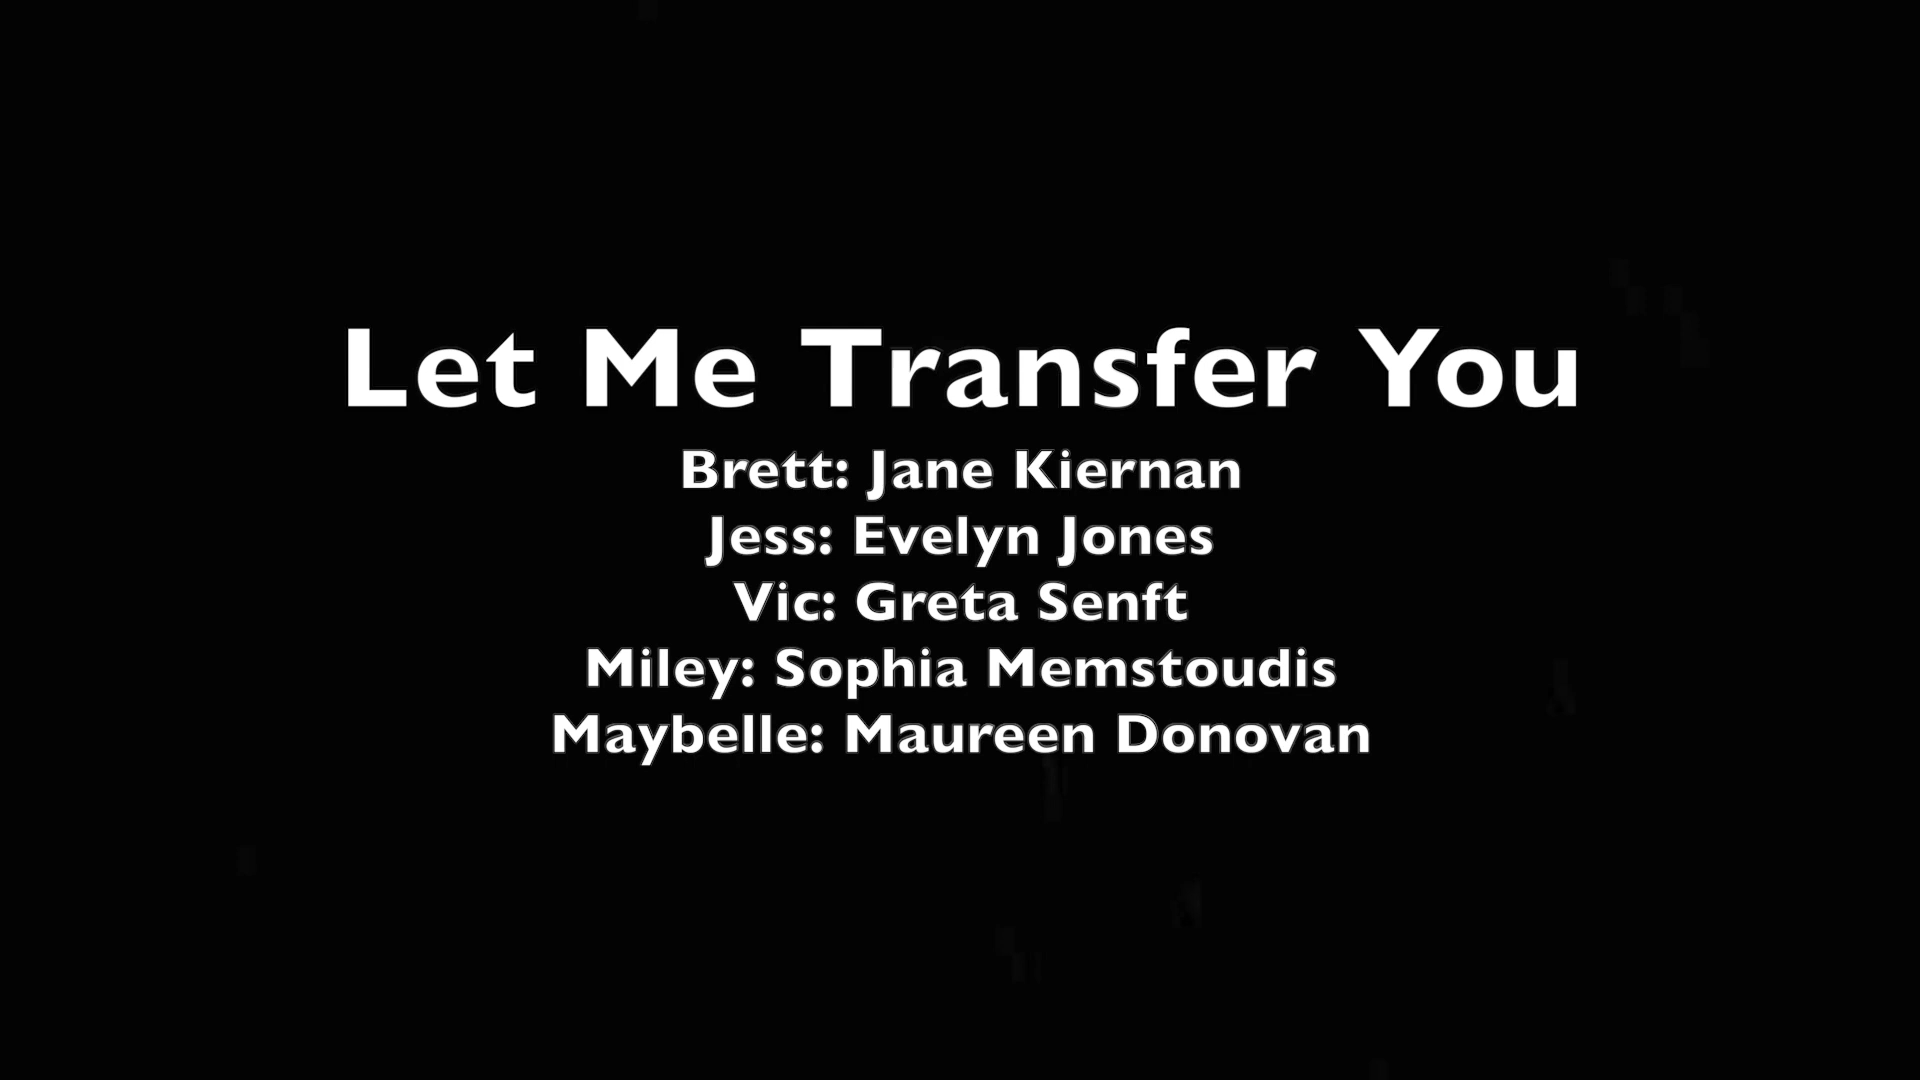 Let Me Transfer You
Brett: Jane Kiernan
Jess: Evelyn Jones
Vic: Greta Senft
Miley: Sophia Memstoudis
Maybelle: Maureen Donovan